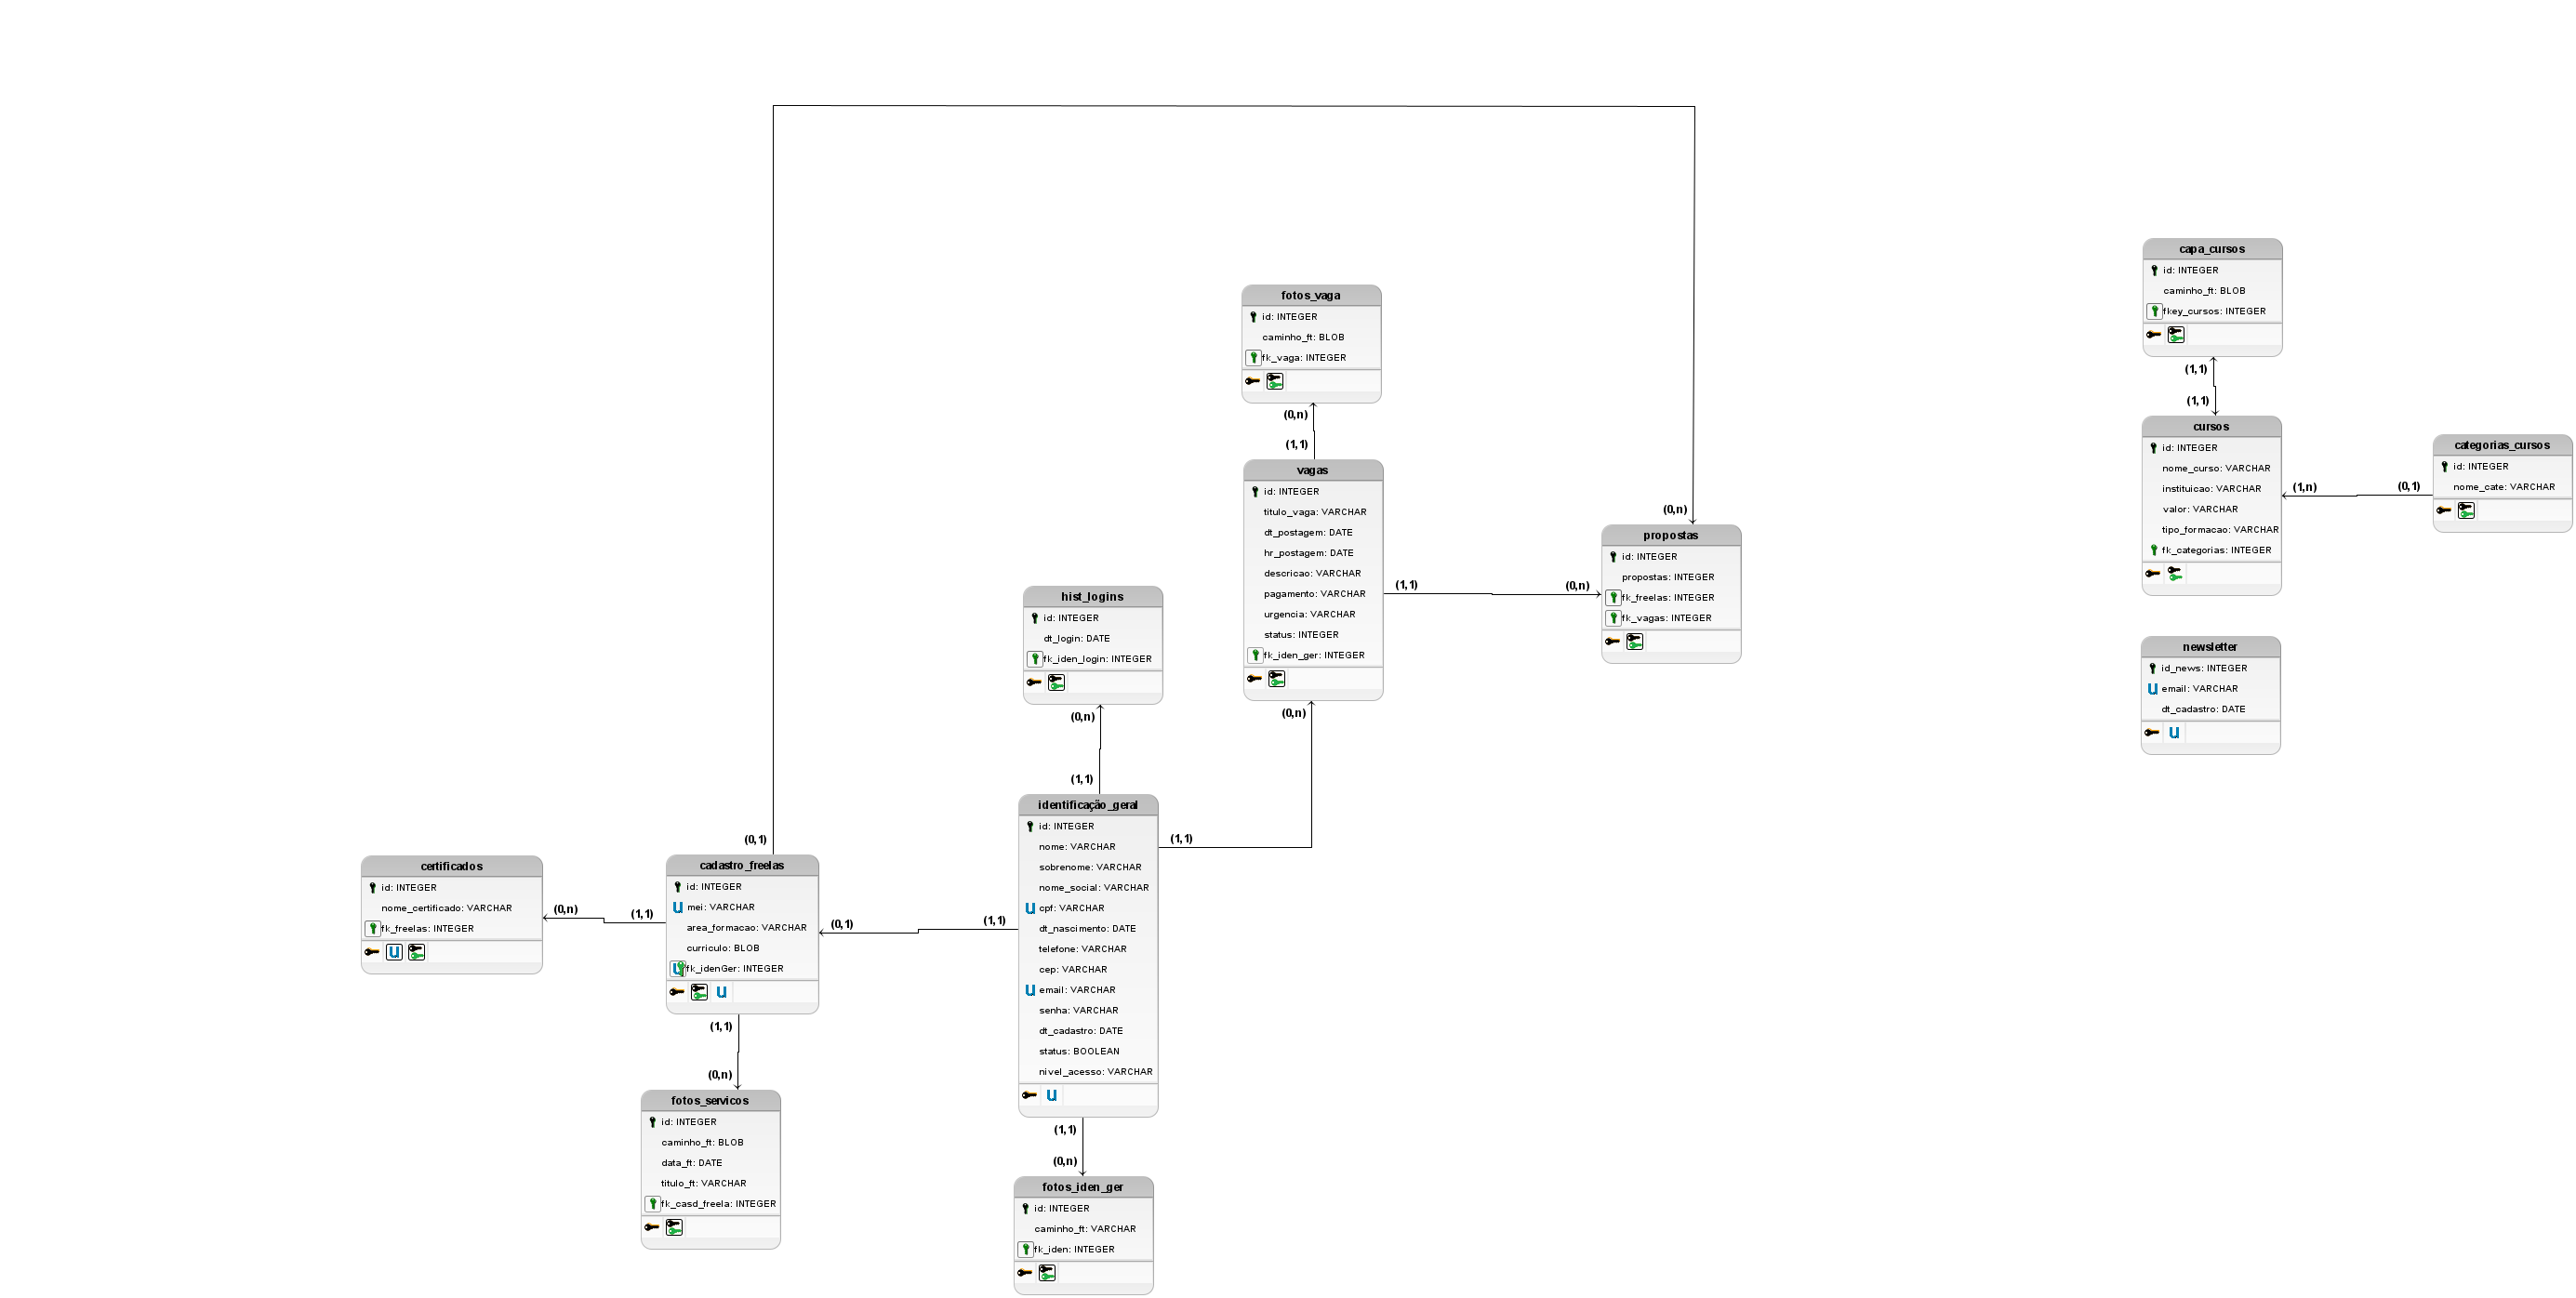 capa_cursos
id: INTEGER
caminho_ft: BLOB
fkey_cursos: INTEGER
(1,1)
(1,1)
fotos_vaga
id: INTEGER
caminho_ft: BLOB
fk_vaga: INTEGER
(0,n)
(1,1)
cursos
id: INTEGER
nome_curso: VARCHAR
instituicao: VARCHAR
valor: VARCHAR
tipo_formacao: VARCHAR
fk_categorias: INTEGER
(1,n)
(0,1)
categorias_cursos
id: INTEGER
nome_cate: VARCHAR
vagas
id: INTEGER
titulo_vaga: VARCHAR
dt_postagem: DATE
hr_postagem: DATE
descricao: VARCHAR
pagamento: VARCHAR
urgencia: VARCHAR
status: INTEGER
fk_iden_ger: INTEGER
(1,1)
(0,n)
(0,n)
(0,n)
propostas
id: INTEGER
propostas: INTEGER
fk_freelas: INTEGER
fk_vagas: INTEGER
hist_logins
id: INTEGER
dt_login: DATE
fk_iden_login: INTEGER
(0,n)
(1,1)
newsletter
id_news: INTEGER
u email: VARCHAR
dt_cadastro: DATE
u
identificação_geral
id: INTEGER
nome: VARCHAR
sobrenome: VARCHAR
nome_social: VARCHAR
u cpf: VARCHAR
dt_nascimento: DATE
telefone: VARCHAR
cep: VARCHAR
u email: VARCHAR
senha: VARCHAR
dt_cadastro: DATE
status: BOOLEAN
nivel_acesso: VARCHAR
u
(1,1)
(0,1)
certificados
id: INTEGER
nome_certificado: VARCHAR
fk_freelas: INTEGER
u
(0,n)
(1,1)
cadastro_freelas
id: INTEGER
u mei: VARCHAR
area_formacao: VARCHAR
curriculo: BLOB
u fk_idenGer: INTEGER
u
(0,1)
(1,1)
(1,1)
(0,n)
fotos_servicos
id: INTEGER
caminho_ft: BLOB
data_ft: DATE
titulo_ft: VARCHAR
fk_casd_freela: INTEGER
(1,1)
(0,n)
fotos_iden_ger
id: INTEGER
caminho_ft: VARCHAR
fk_iden: INTEGER